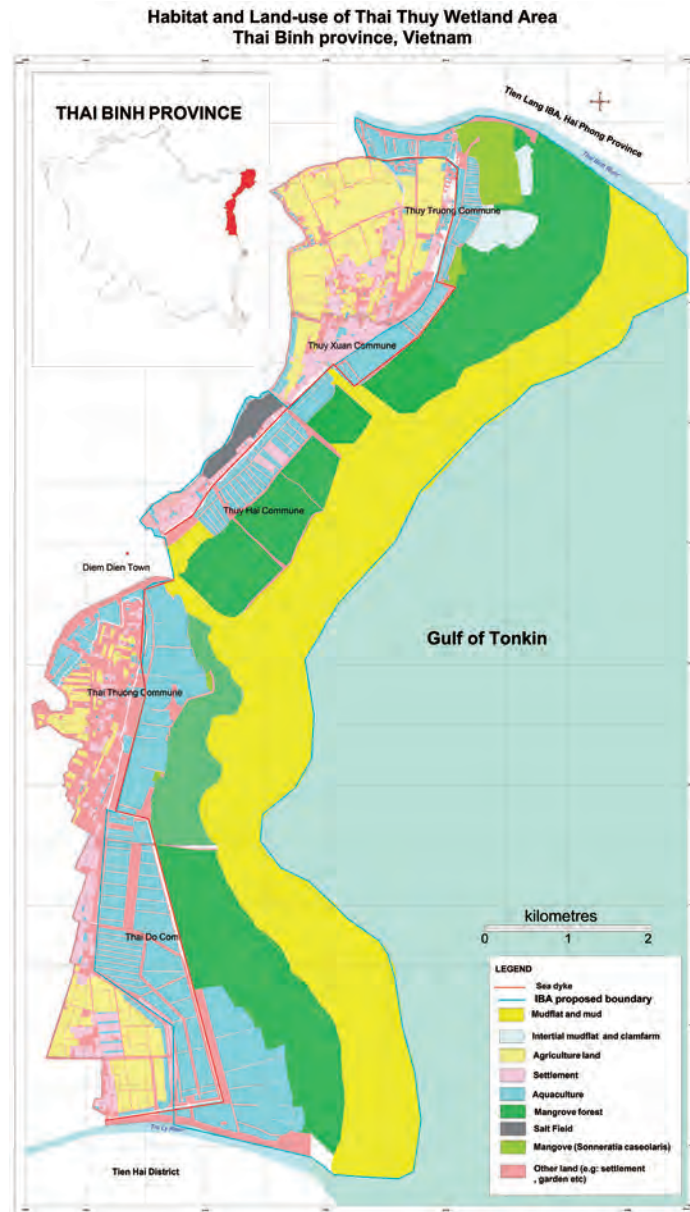 Habitat and Land-use of Thai Thuy Wetland Area
Thai Binh province, Vietnam
THAI BINH PROVINCE
Tien Lang IBA, Hai Phong Province
Thuy Truong Commune
Thuy Xuan Commune
Thuy Hai Commune
Diem Dien Town
Gulf of Tonkin
Thai Thuong Commune
kilometres
0 1 2
Thai Do Com
LEGEND
Sea dyke
IBA proposed boundary
Mudflat and mud
Intertial mudflat and clamfarm
Agriculture land
Settlement
Aquaculture
Mangrove forest
Salt Field
Mangove (Sonneratia caseolaris)
Other land (e.g: settlement
, garden etc)
Tra Ly River
Tien Hai District